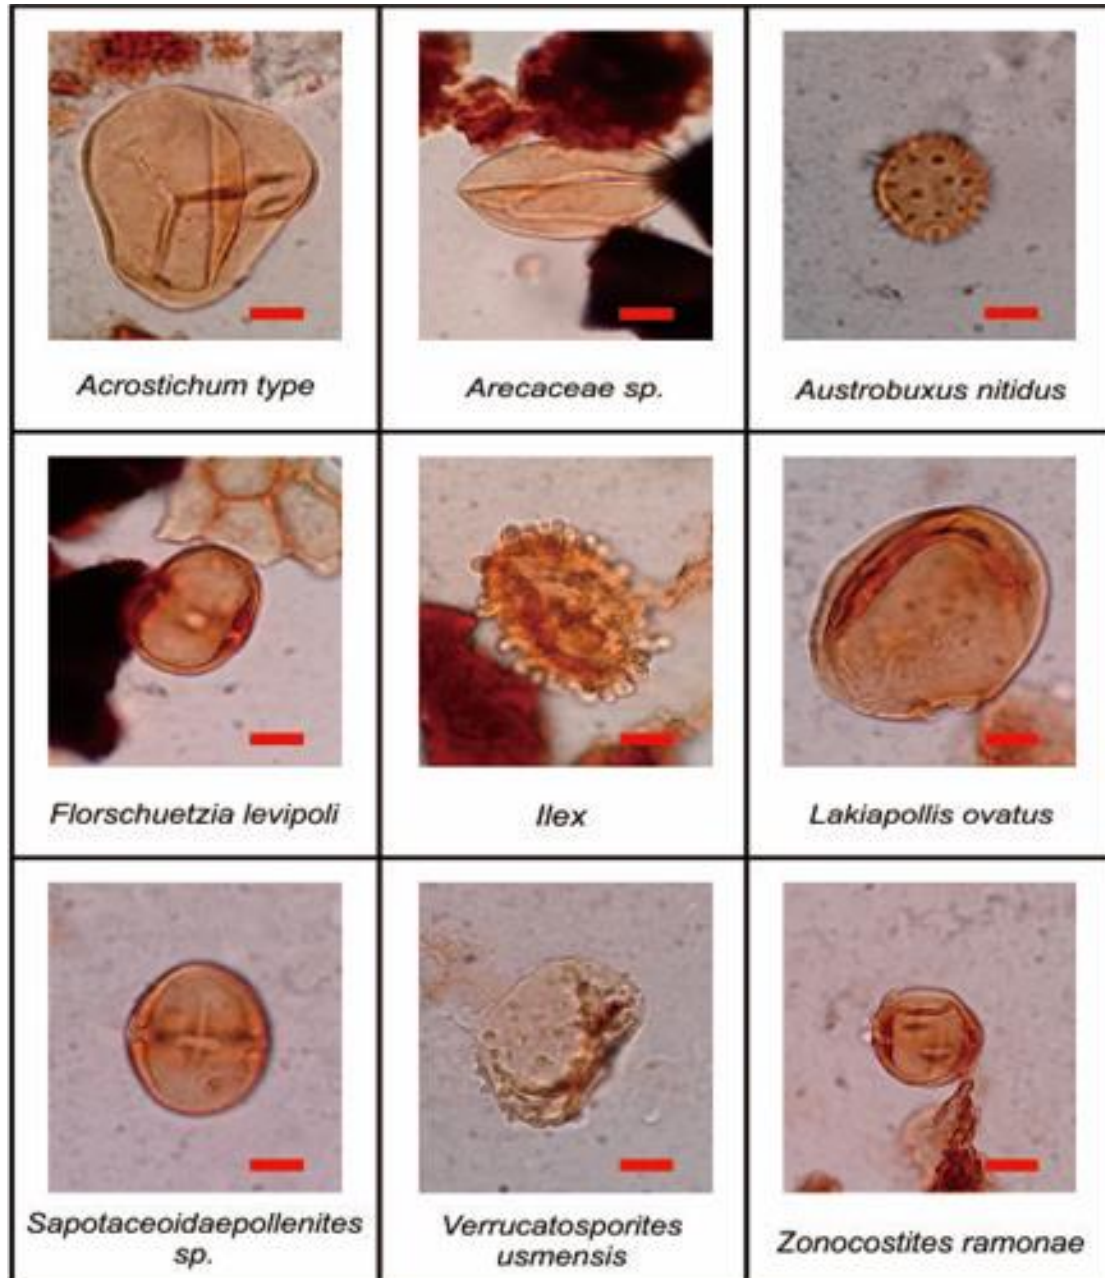 Acrostichum type
Arecaceae sp.
Austrobuxus nitidus
Florschuetzia levipoli
Ilex
Lakiapollis ovatus
Sapotaceoidaepollenites
sp.
Verrucatosporites
usmensis
Zonocostites ramonae